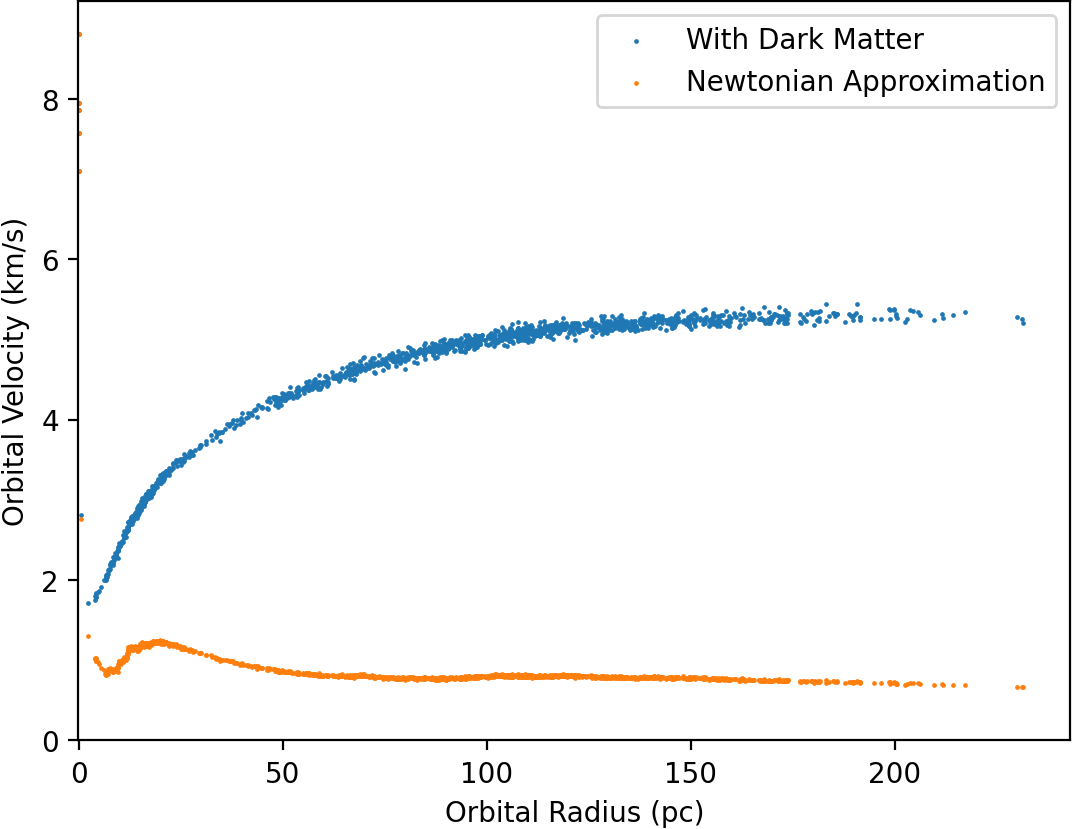 With Dark Matter
Newtonian Approximation
8
6
4
2
0
0 50 100 150 200
Orbital Velocity (km/s)
Orbital Radius (pc)